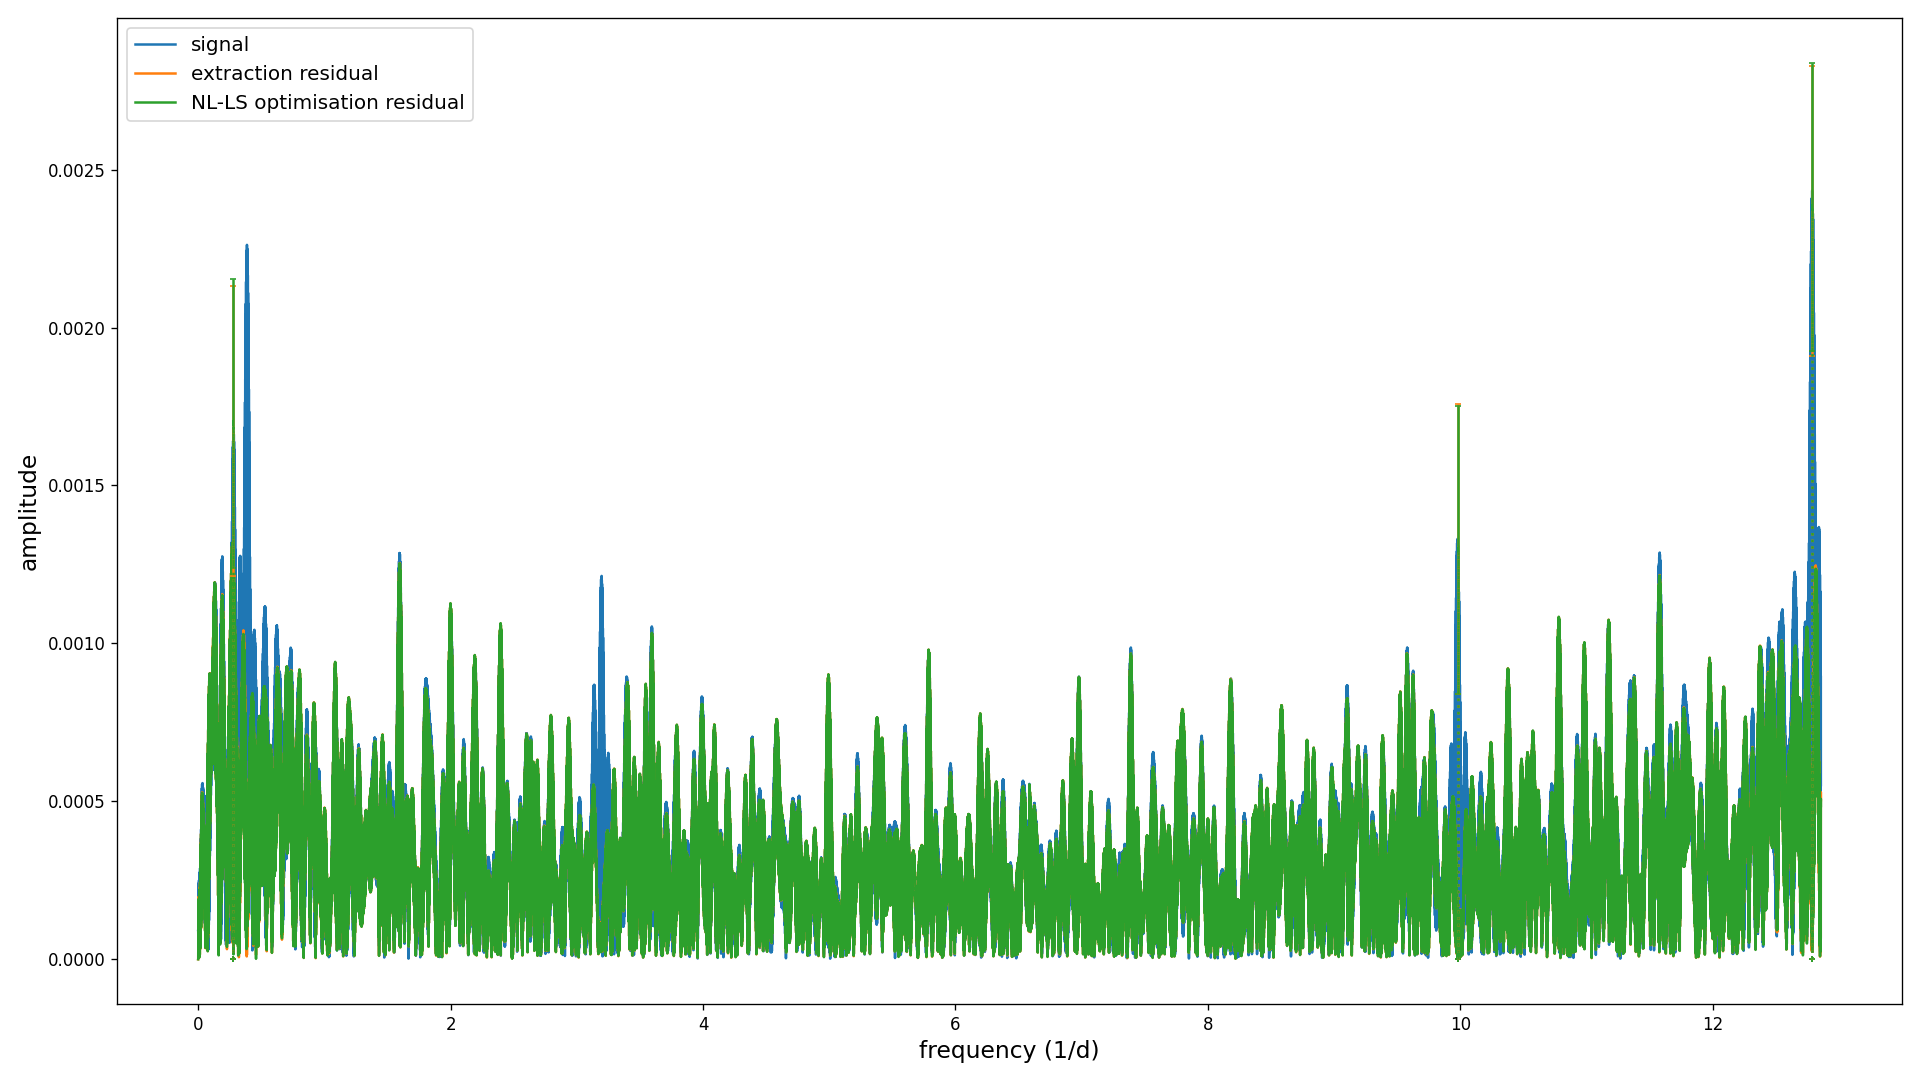 signal
extraction residual
NL-LS optimisation residual
amplitude
0.0025
0.0020
0.0015
0.0010
0.0005
0.0000
0 2 4 6 8 10 12
frequency (1/d)